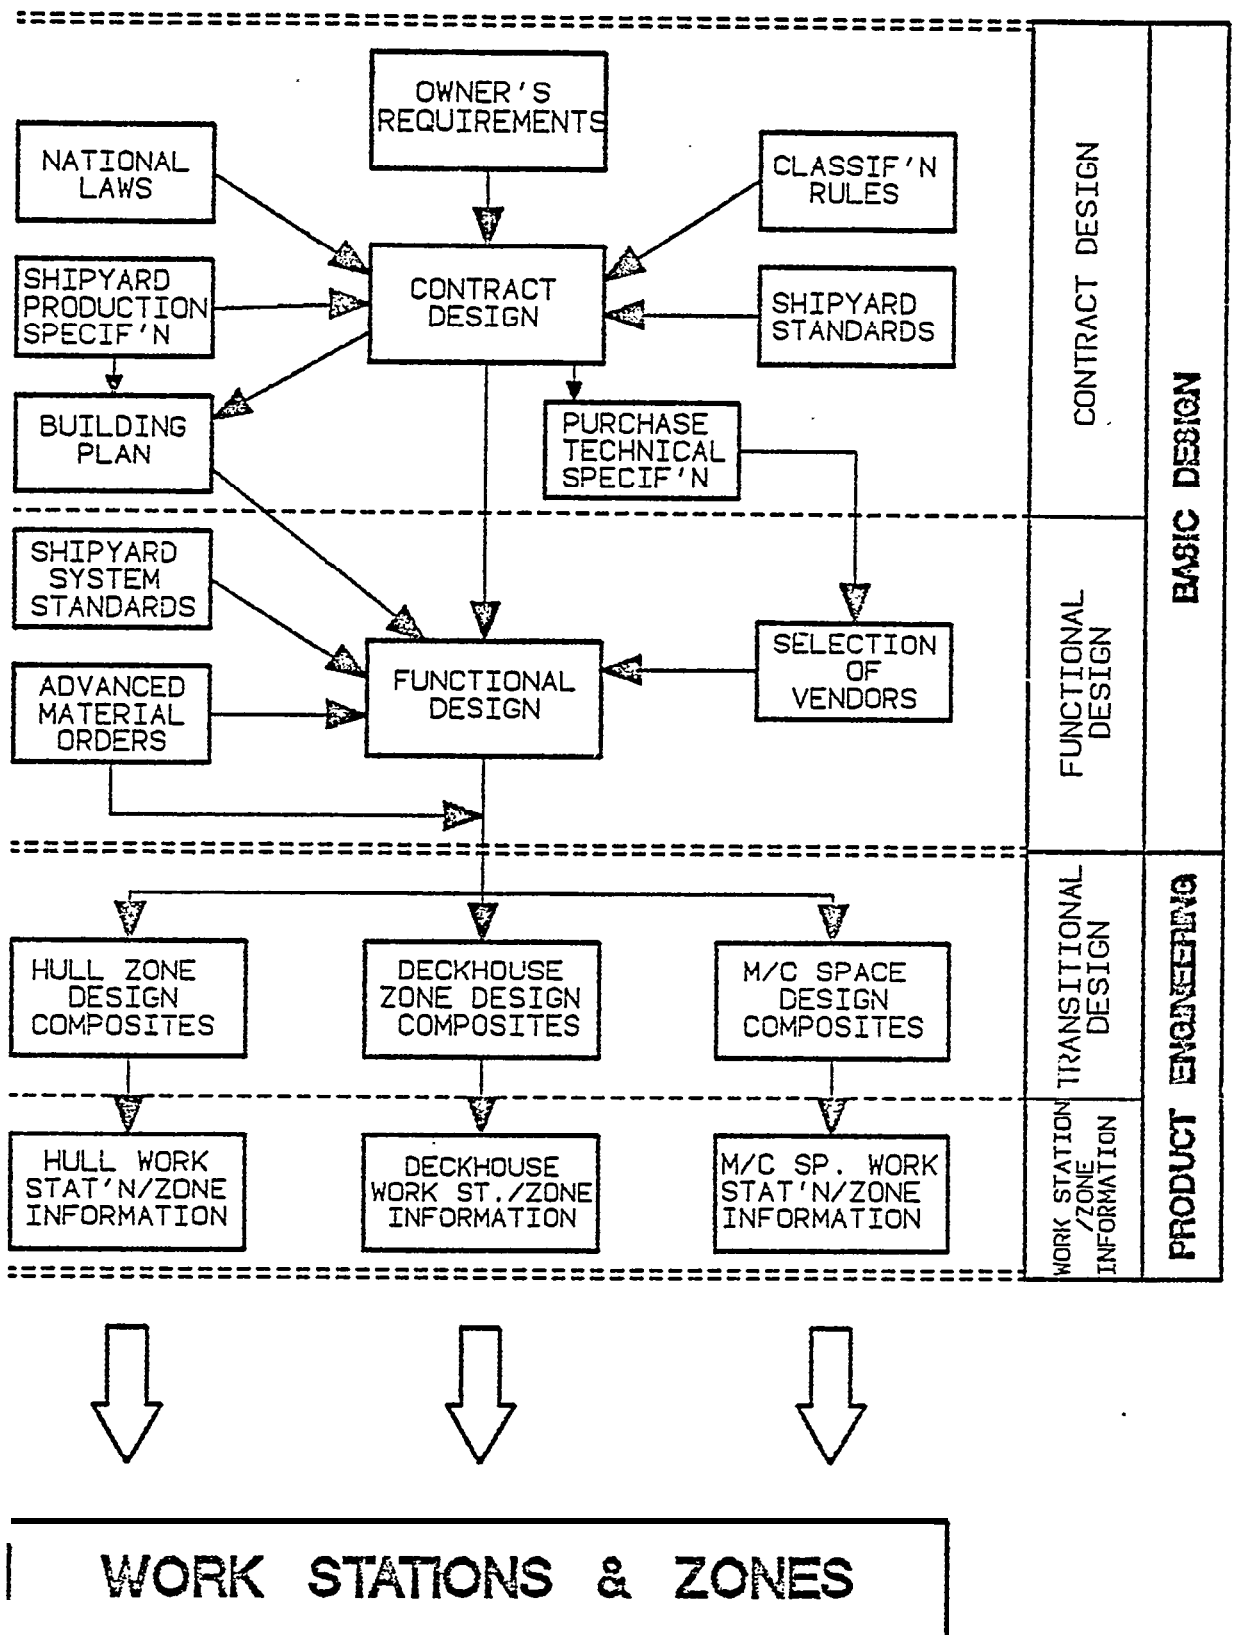 OWNER'S
REQUIREMENTS
NATIONAL
LAWS
CLASSIF'N
RULES
SHIPYARD
PRODUCTION
SPECIF'N
CONTRACT
DESIGN
SHIPYARD
STANDARDS
BUILDING
PLAN
PURCHASE
TECHNICAL
SPECIF'N
CONTRACT DESIGN
SHIPYARD
SYSTEM
STANDARDS
ADVANCED
MATERIAL
ORDERS
FUNCTIONAL
DESIGN
SELECTION
OF
VENDORS
FUNCTIONAL
DESIGN
BASIC DESIGN
HULL ZONE
DESIGN
COMPOSITES
DECKHOUSE
ZONE DESIGN
COMPOSITES
M/C SPACE
DESIGN
COMPOSITES
TRANSITIONAL
DESIGN
HULL WORK
STAT'N/ZONE
INFORMATION
DECKHOUSE
WORK ST./ZONE
INFORMATION
M/C SP. WORK
STAT'N/ZONE
INFORMATION
WORK STATION
/ZONE
INFORMATION
PRODUCT ENGINEERING
WORK STATIONS & ZONES